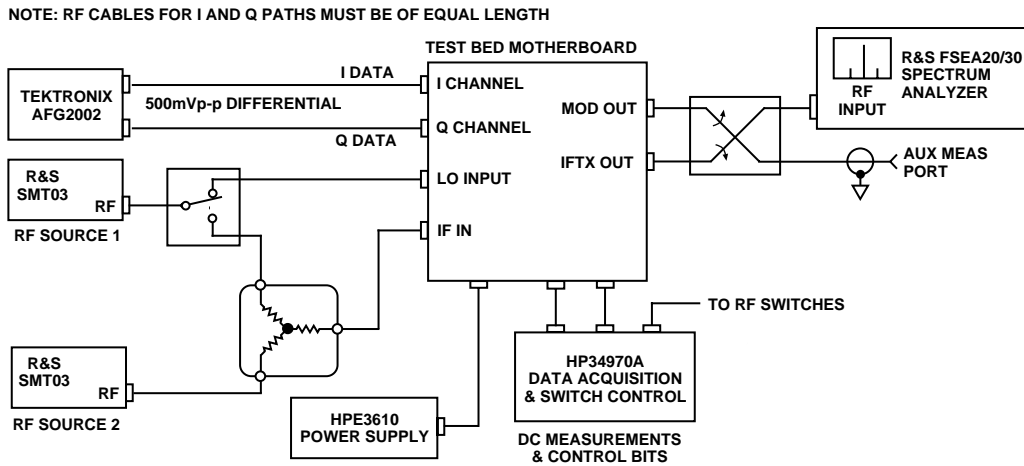 NOTE: RF CABLES FOR I AND Q PATHS MUST BE OF EQUAL LENGTH
TEST BED MOTHERBOARD
TEKTRONIX
AFG2002
I DATA
500mVp-p DIFFERENTIAL
Q DATA
I CHANNEL
Q CHANNEL
LO INPUT
IF IN
MOD OUT
IFTX OUT
R&S FSEA20/30
SPECTRUM
ANALYZER
RF
INPUT
AUX MEAS
PORT
R&S
SMT03
RF
RF SOURCE 1
R&S
SMT03
RF
RF SOURCE 2
HPE3610
POWER SUPPLY
TO RF SWITCHES
HP34970A
DATA ACQUISITION
& SWITCH CONTROL
DC MEASUREMENTS
& CONTROL BITS